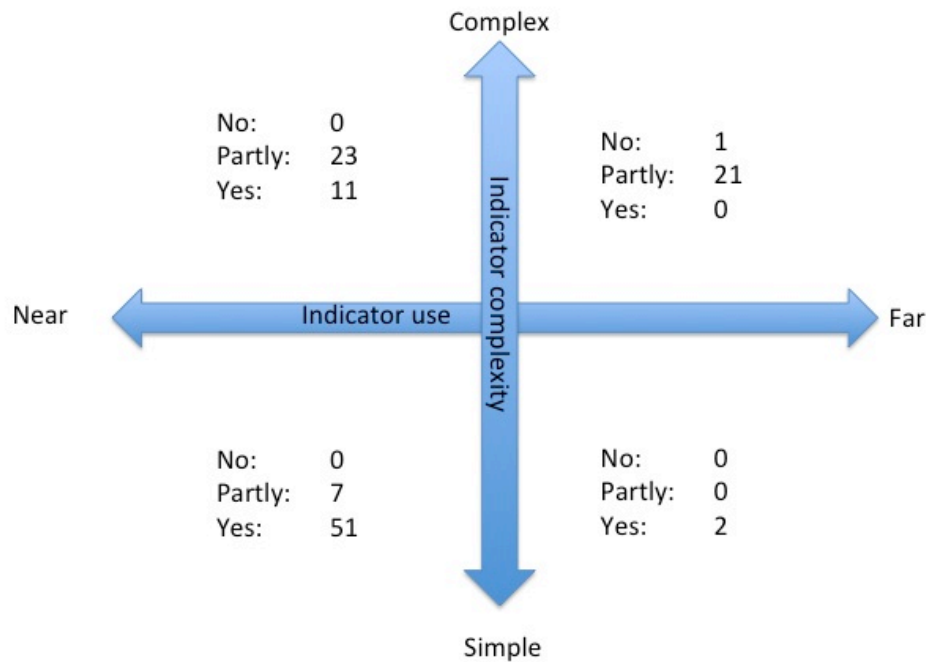 Complex
No: 0
Partly: 23
Yes: 11
No: 1
Partly: 21
Yes: 0
Indicator complexity
Near
Indicator use
Far
No: 0
Partly: 7
Yes: 51
No: 0
Partly: 0
Yes: 2
Simple